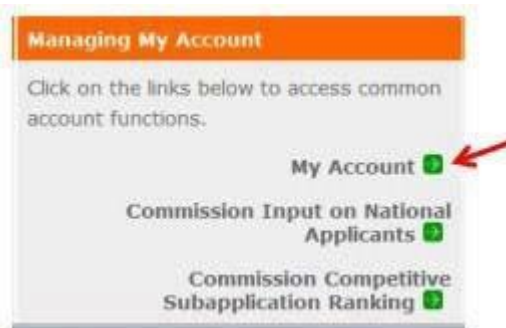 Managing My Account
Click on the links below to access common
account functions.
My Account
Commission Input on National
Applicants
Commission Competitive
Subapplication Ranking